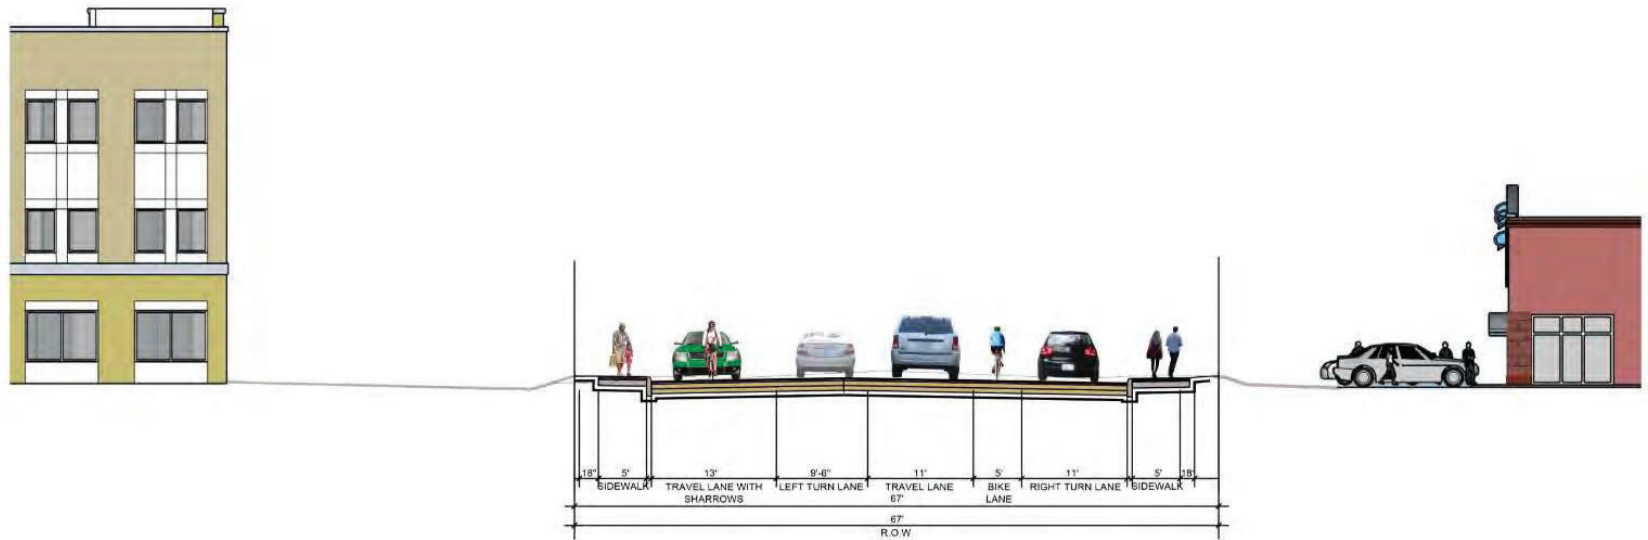 18" 5' 13' 9'-6" 11' 5' 11' 5' 18"
SIDEWALK TRAVEL LANE WITH LEFT TURN LANE TRAVEL LANE BIKE RIGHT TURN LANE SIDEWALK
SHARROWS LANE
67'
67'
R.O.W